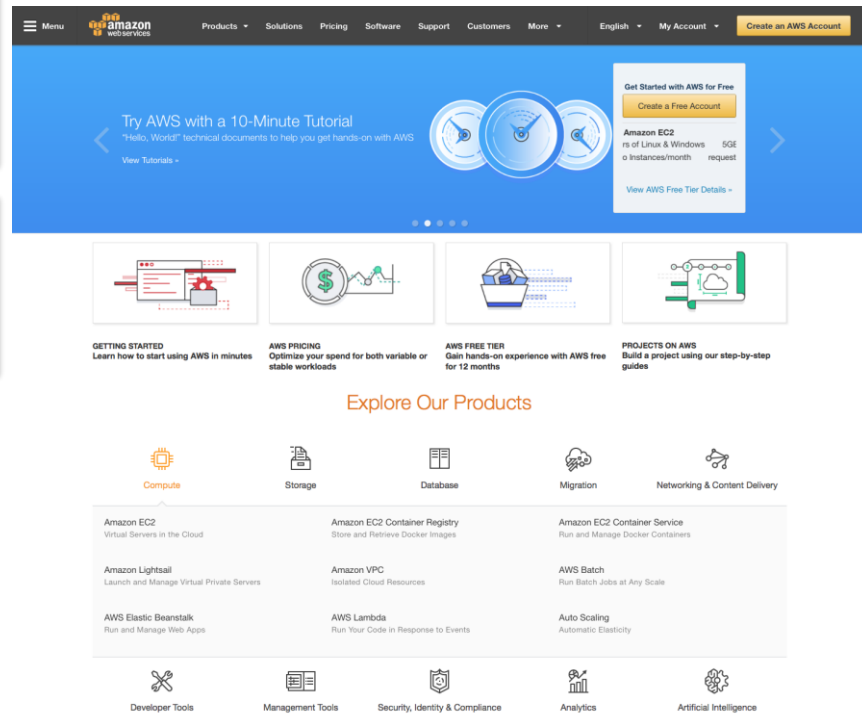 Menu
amazon
webservices
Products
Solutions
Pricing
Software
Support
Customers
More
English
My Account
Create an AWS Account
Try AWS with a 10-Minute Tutorial
"Hello, World!" technical documents to help you get hands-on with AWS
View Tutorials »
Get Started with AWS for Free
Create a Free Account
Amazon EC2
rs of Linux & Windows 5GE
o Instances/month request
View AWS Free Tier Details »
$
GETTING STARTED
Learn how to start using AWS in minutes
AWS PRICING
Optimize your spend for both variable or
stable workloads
AWS FREE TIER
Gain hands-on experience with AWS free
for 12 months
PROJECTS ON AWS
Build a project using our step-by-step
guides
Explore Our Products
Compute
Storage
Database
Migration
Networking & Content Delivery
Amazon EC2
Virtual Servers in the Cloud
Amazon EC2 Container Registry
Store and Retrieve Docker Images
Amazon EC2 Container Service
Run and Manage Docker Containers
Amazon Lightsail
Launch and Manage Virtual Private Servers
Amazon VPC
Isolated Cloud Resources
AWS Batch
Run Batch Jobs at Any Scale
AWS Elastic Beanstalk
Run and Manage Web Apps
AWS Lambda
Run Your Code in Response to Events
Auto Scaling
Automatic Elasticity
Developer Tools
Management Tools
Security, Identity & Compliance
Analytics
Artificial Intelligence